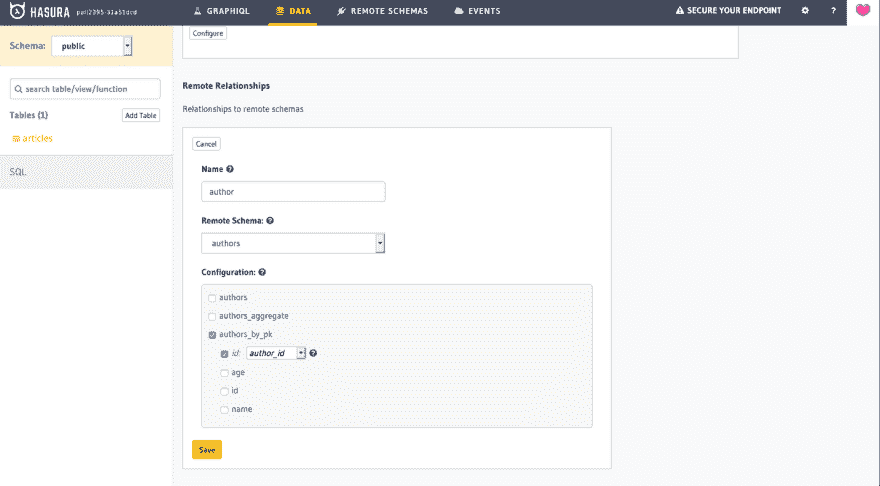 HASURA
GRAPHIQL
DATA
REMOTE SCHEMAS
EVENTS
SECURE YOUR ENDPOINT
?
Schema: public
Configure
search table/view/function
Tables (1) Add Table
articles
SQL
Remote Relationships
Relationships to remote schemas
Cancel
Name ?
author
Remote Schema: ?
authors
Configuration: ?
authors
authors_aggregate
authors_by_pk
id: author_id ?
age
id
name
Save